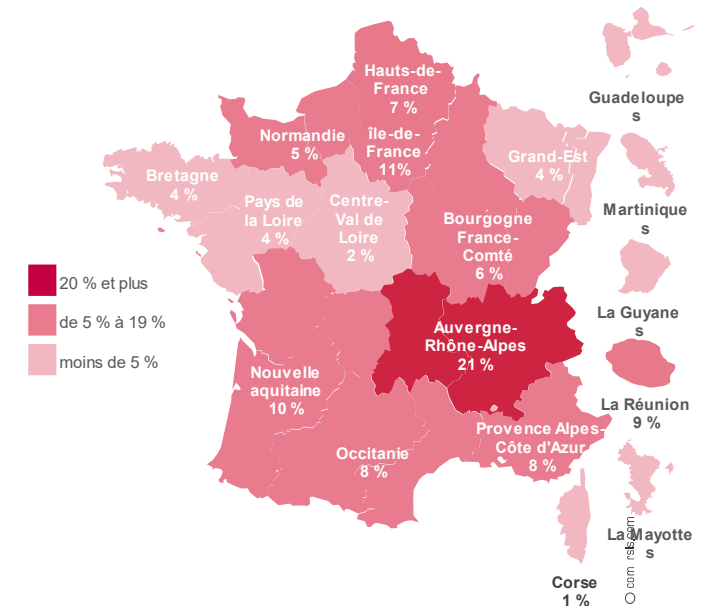 Hauts-de-
France
7 %
Guadeloupe
s
Normandie
5 %
île-de-
France
11%
Grand-Est
4 %
Bretagne
4 %
Pays de
la Loire
4 %
Centre-
Val de
Loire
2 %
Martinique
s
Bourgogne
France-
Comté
6 %
20 % et plus
de 5 % à 19 %
moins de 5 %
La Guyane
s
Auvergne-
Rhône-Alpes
21 %
Nouvelle
aquitaine
10 %
La Réunion
9 %
Provence Alpes-
Côte d'Azur
8 %
Occitanie
8 %
La Mayotte
s
Corse
1 %